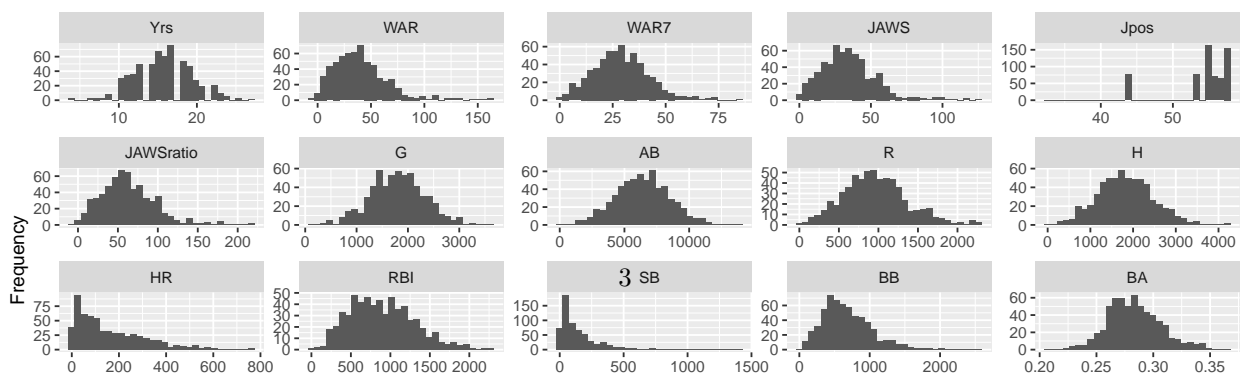 Yrs WAR WAR7 JAWS Jpos
60 40 20 0
60 40 20 0
60 40 20 0
60 40 20 0
150 100 50 0
10 20
0 50 100 150
0 25 50 75
0 50 100
40 50
JAWSratio G AB R H
60 40 20 0
60 40 20 0
60 40 20 0
50 40 30 20 10 0
60 40 20 0
0 50 100 150 200
0 1000 2000 3000
0 5000 10000
0 500 1000 1500 2000
0 1000 2000 3000 4000
Frequency
HR RBI 3 SB BB BA
75 50 25 0
50 40 30 20 10 0
150 100 50 0
60 40 20 0
60 40 20 0
0 200 400 600 800
0 500 1000 1500 2000
0 500 1000 1500
0 1000 2000
0.20 0.25 0.30 0.35